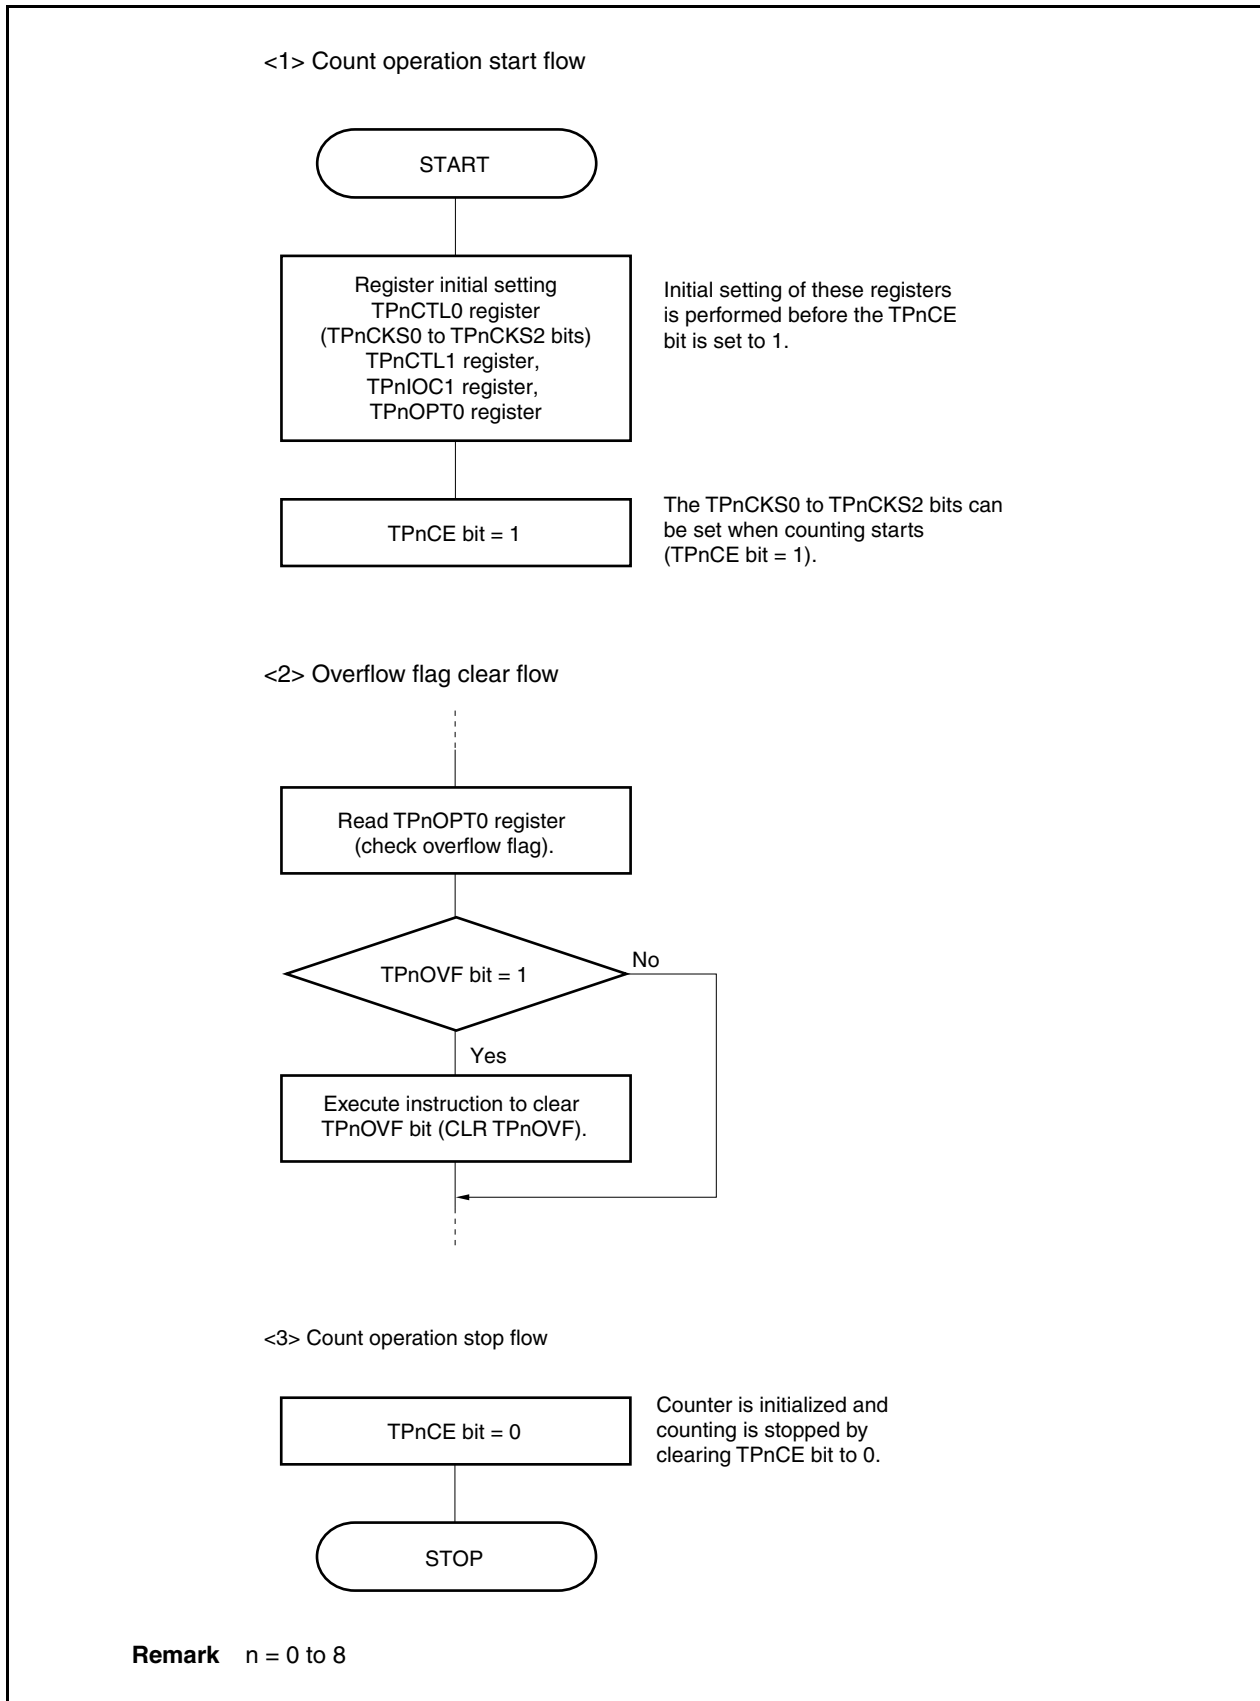 <1> Count operation start flow
START
Register initial setting
TPnCTL0 register
(TPnCKS0 to TPnCKS2 bits)
TPnCTL1 register,
TPnIOC1 register,
TPnOPT0 register
Initial setting of these registers
is performed before the TPnCE
bit is set to 1.
TPnCE bit = 1
The TPnCKS0 to TPnCKS2 bits can
be set when counting starts
(TPnCE bit = 1).
<2> Overflow flag clear flow
Read TPnOPT0 register
(check overflow flag).
TPnOVF bit = 1
No
Yes
Execute instruction to clear
TPnOVF bit (CLR TPnOVF).
<3> Count operation stop flow
TPnCE bit = 0
Counter is initialized and
counting is stopped by
clearing TPnCE bit to 0.
STOP
Remark n = 0 to 8